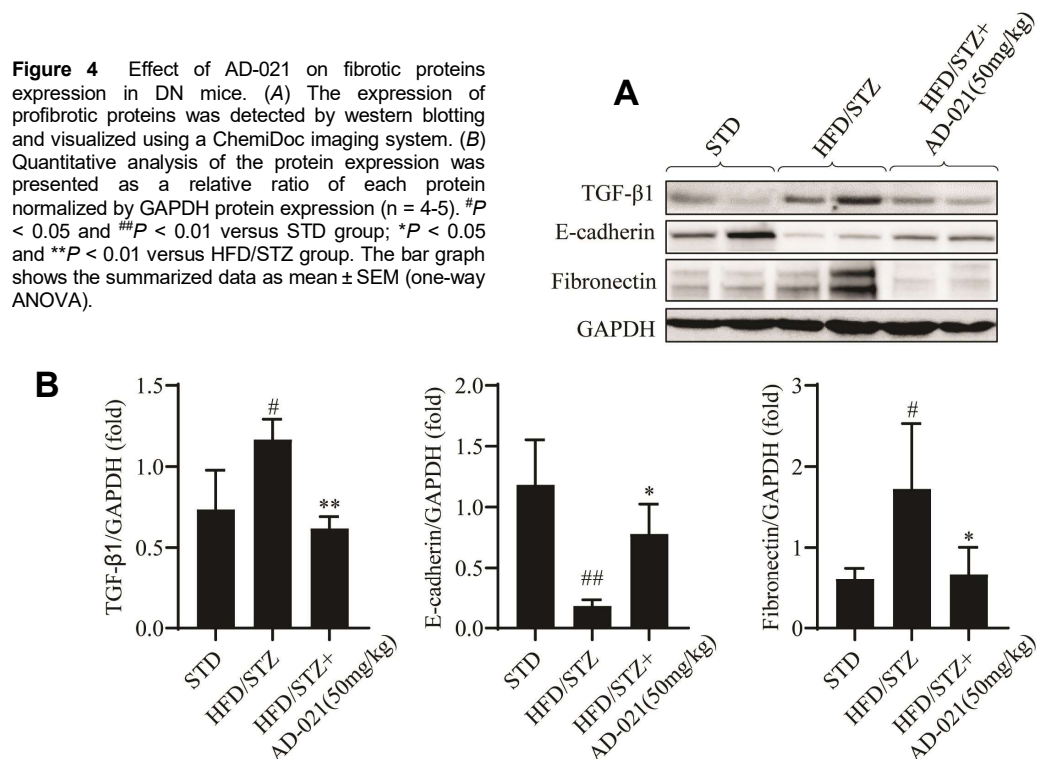 Figure 4 Effect of AD-021 on fibrotic proteins
expression in DN mice. (A) The expression of
profibrotic proteins was detected by western blotting
and visualized using a ChemiDoc imaging system. (B)
Quantitative analysis of the protein expression was
presented as a relative ratio of each protein
normalized by GAPDH protein expression (n = 4-5). #P
< 0.05 and ##P < 0.01 versus STD group; *P < 0.05
and **P < 0.01 versus HFD/STZ group. The bar graph
shows the summarized data as mean ± SEM (one-way
ANOVA).
A
STD
HFD/STZ
HFD/STZ+
AD-021(50mg/kg)
TGF-β1
E-cadherin
Fibronectin
GAPDH
B
TGF-β1/GAPDH (fold)
1.5
1.0
0.5
0.0
#
**
STD
HFD/STZ
HFD/STZ+
AD-021(50mg/kg)
E-cadherin/GAPDH (fold)
2.0
1.5
1.0
0.5
0.0
##
*
STD
HFD/STZ
HFD/STZ+
AD-021(50mg/kg)
Fibronectin/GAPDH (fold)
3
2
1
0
#
*
STD
HFD/STZ
HFD/STZ+
AD-021(50mg/kg)